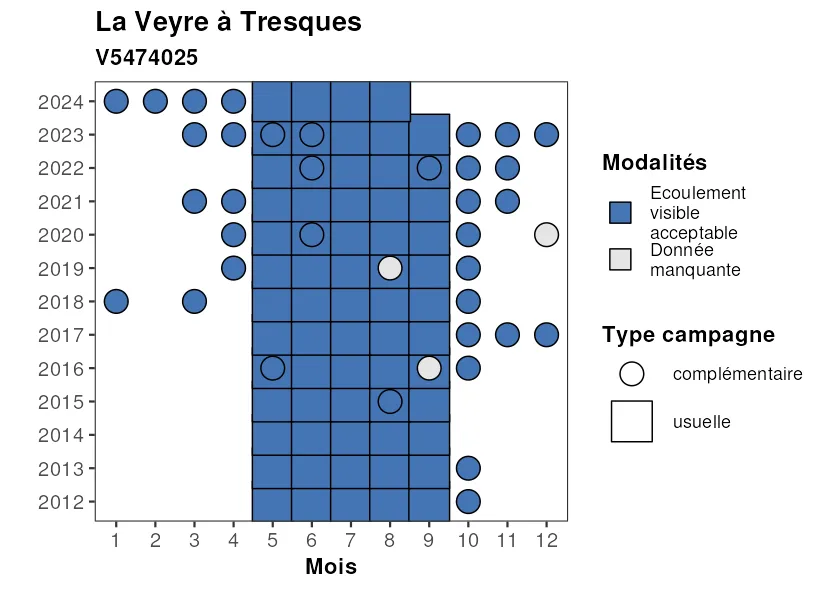 La Veyre à Tresques
V5474025
2024
2023
2022
2021
2020
2019
2018
2017
2016
2015
2014
2013
2012
1 2 3 4 5 6 7 8 9 10 11 12
Mois
Modalités
Ecoulement
visible
acceptable
Donnée
manquante
Type campagne
complémentaire
usuelle